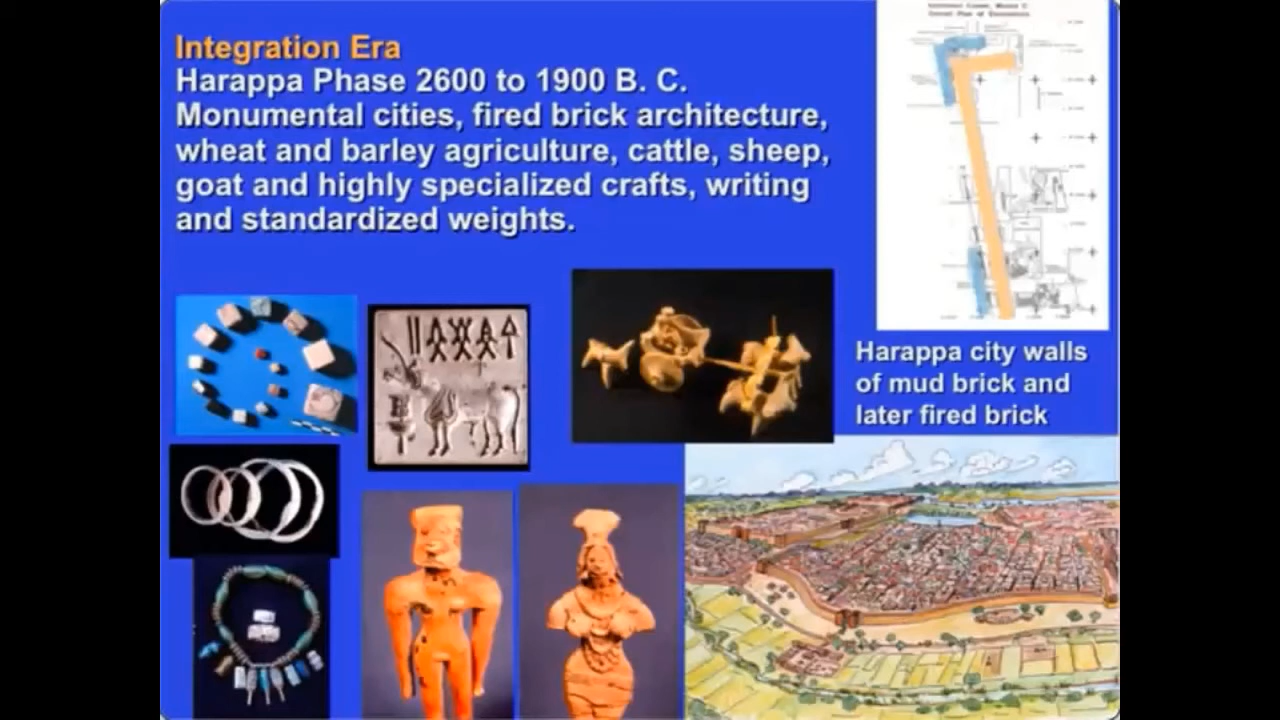 Integration Era
Harappa Phase 2600 to 1900 B. C.
Monumental cities, fired brick architecture,
wheat and barley agriculture, cattle, sheep,
goat and highly specialized crafts, writing
and standardized weights.
Harappa city walls
of mud brick and
later fired brick